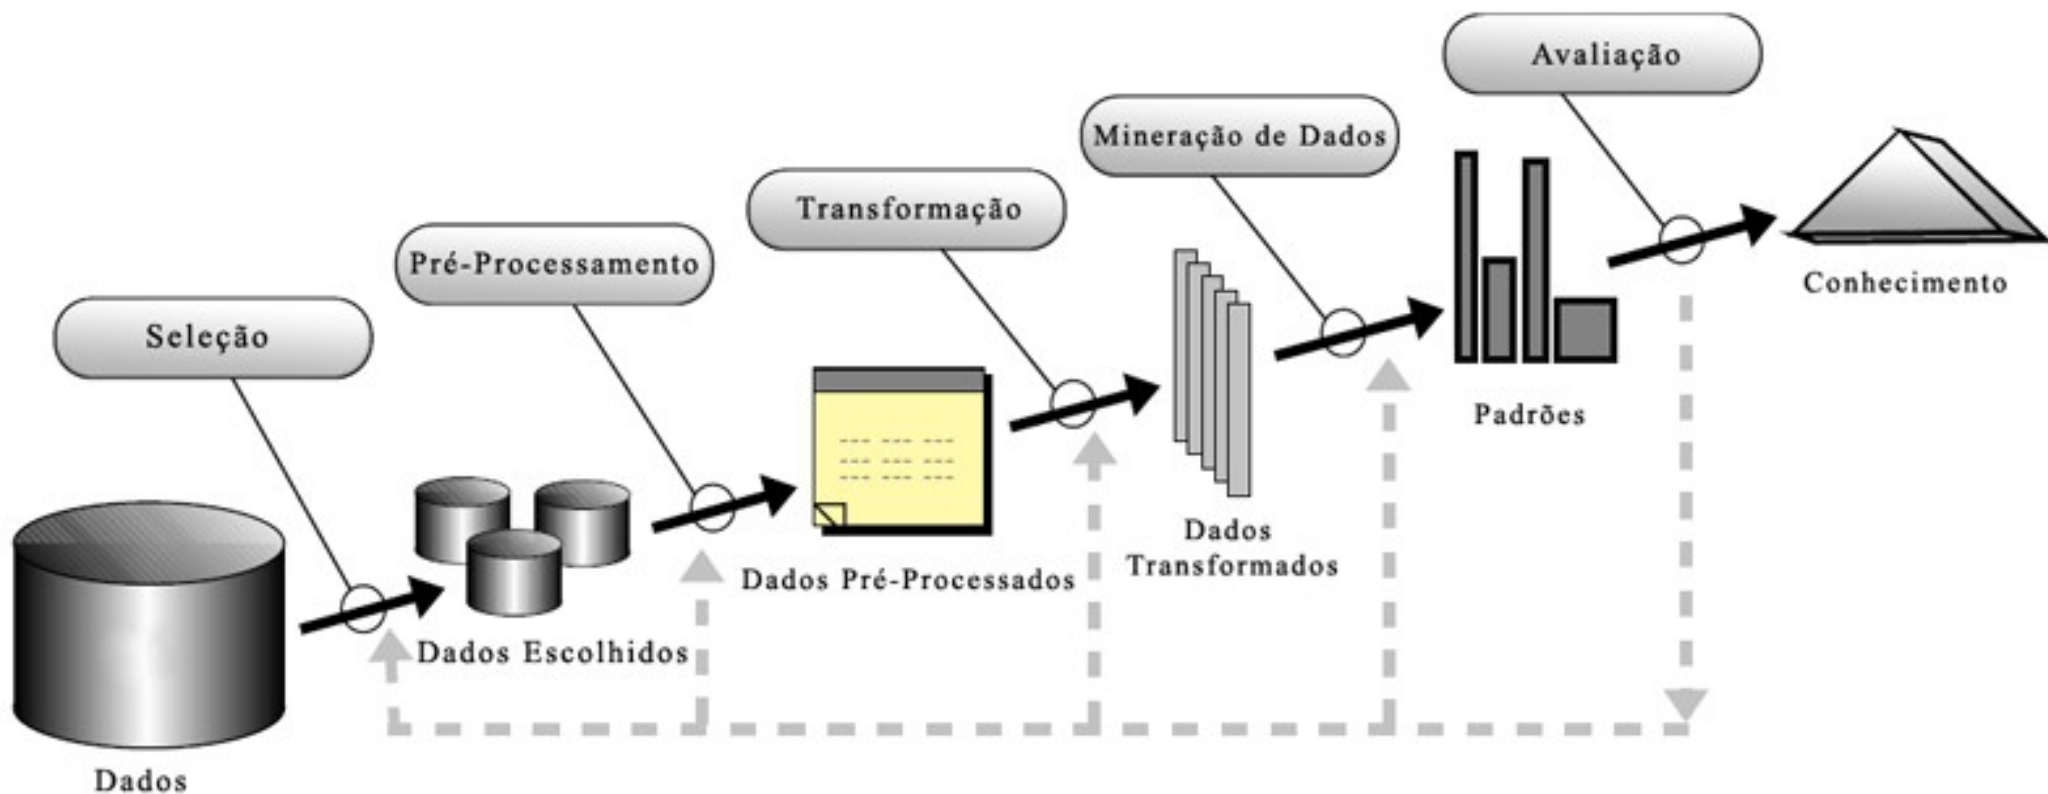 Avaliação
Mineração de Dados
Transformação
Pré-Processamento
Seleção
Conhecimento
Padrões
Dados
Transformados
Dados Pré-Processados
Dados Escolhidos
Dados